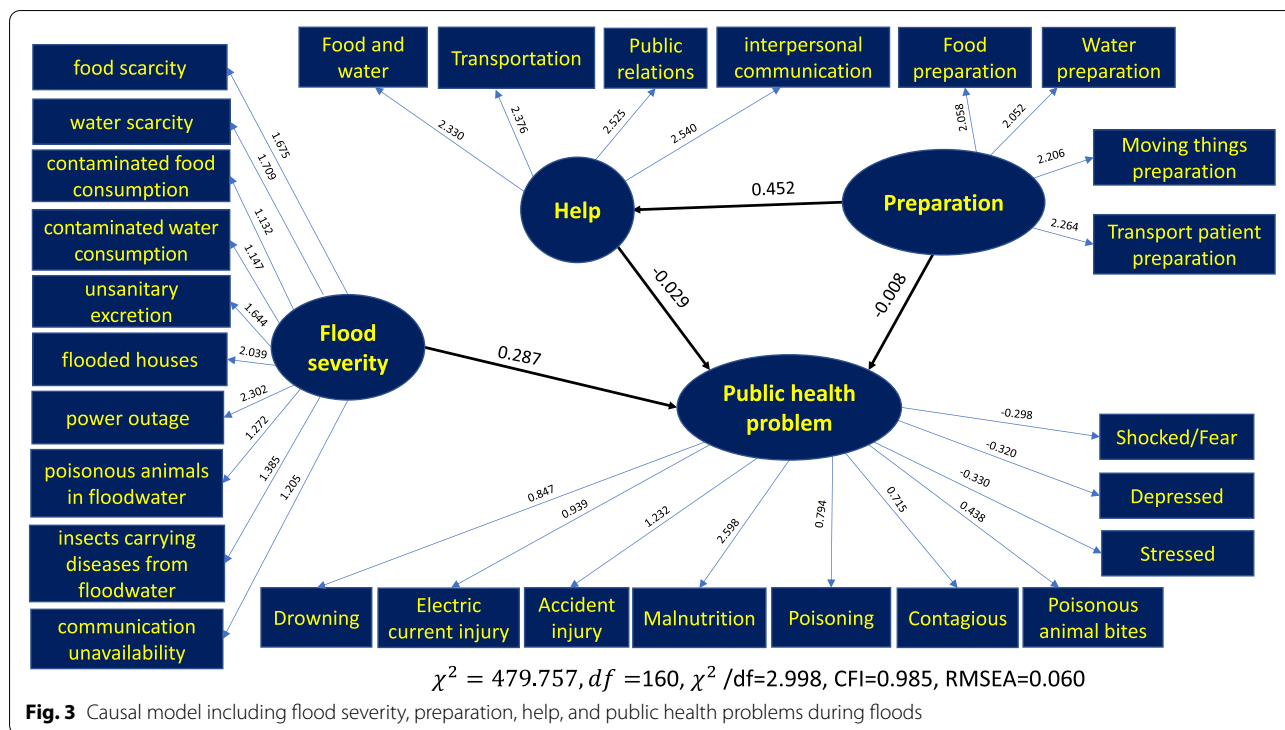 food scarcity
water scarcity
contaminated food
consumption
contaminated water
consumption
unsanitary
excretion
flooded houses
power outage
poisonous animals
in floodwater
insects carrying
diseases from
floodwater
communication
unavailability
1.675
1.709
1.132
1.147
1.644
2.039
2.302
1.272
1.385
1.205
Flood
severity
0.287
Food and
water
Transportation
Public
relations
interpersonal
communication
2.330
2.376
2.525
2.540
Help
0.452
-0.029
Food
preparation
Water
preparation
Moving things
preparation
Transport patient
preparation
2.058
2.052
2.206
2.264
Preparation
-0.008
Public health
problem
-0.298
-0.320
-0.330
0.438
0.715
0.794
2.598
1.232
0.939
0.847
Shocked/Fear
Depressed
Stressed
Drowning
Electric
current injury
Accident
injury
Malnutrition
Poisoning
Contagious
Poisonous
animal bites
χ² = 479.757, df =160, χ² /df=2.998, CFI=0.985, RMSEA=0.060
Fig. 3 Causal model including flood severity, preparation, help, and public health problems during floods